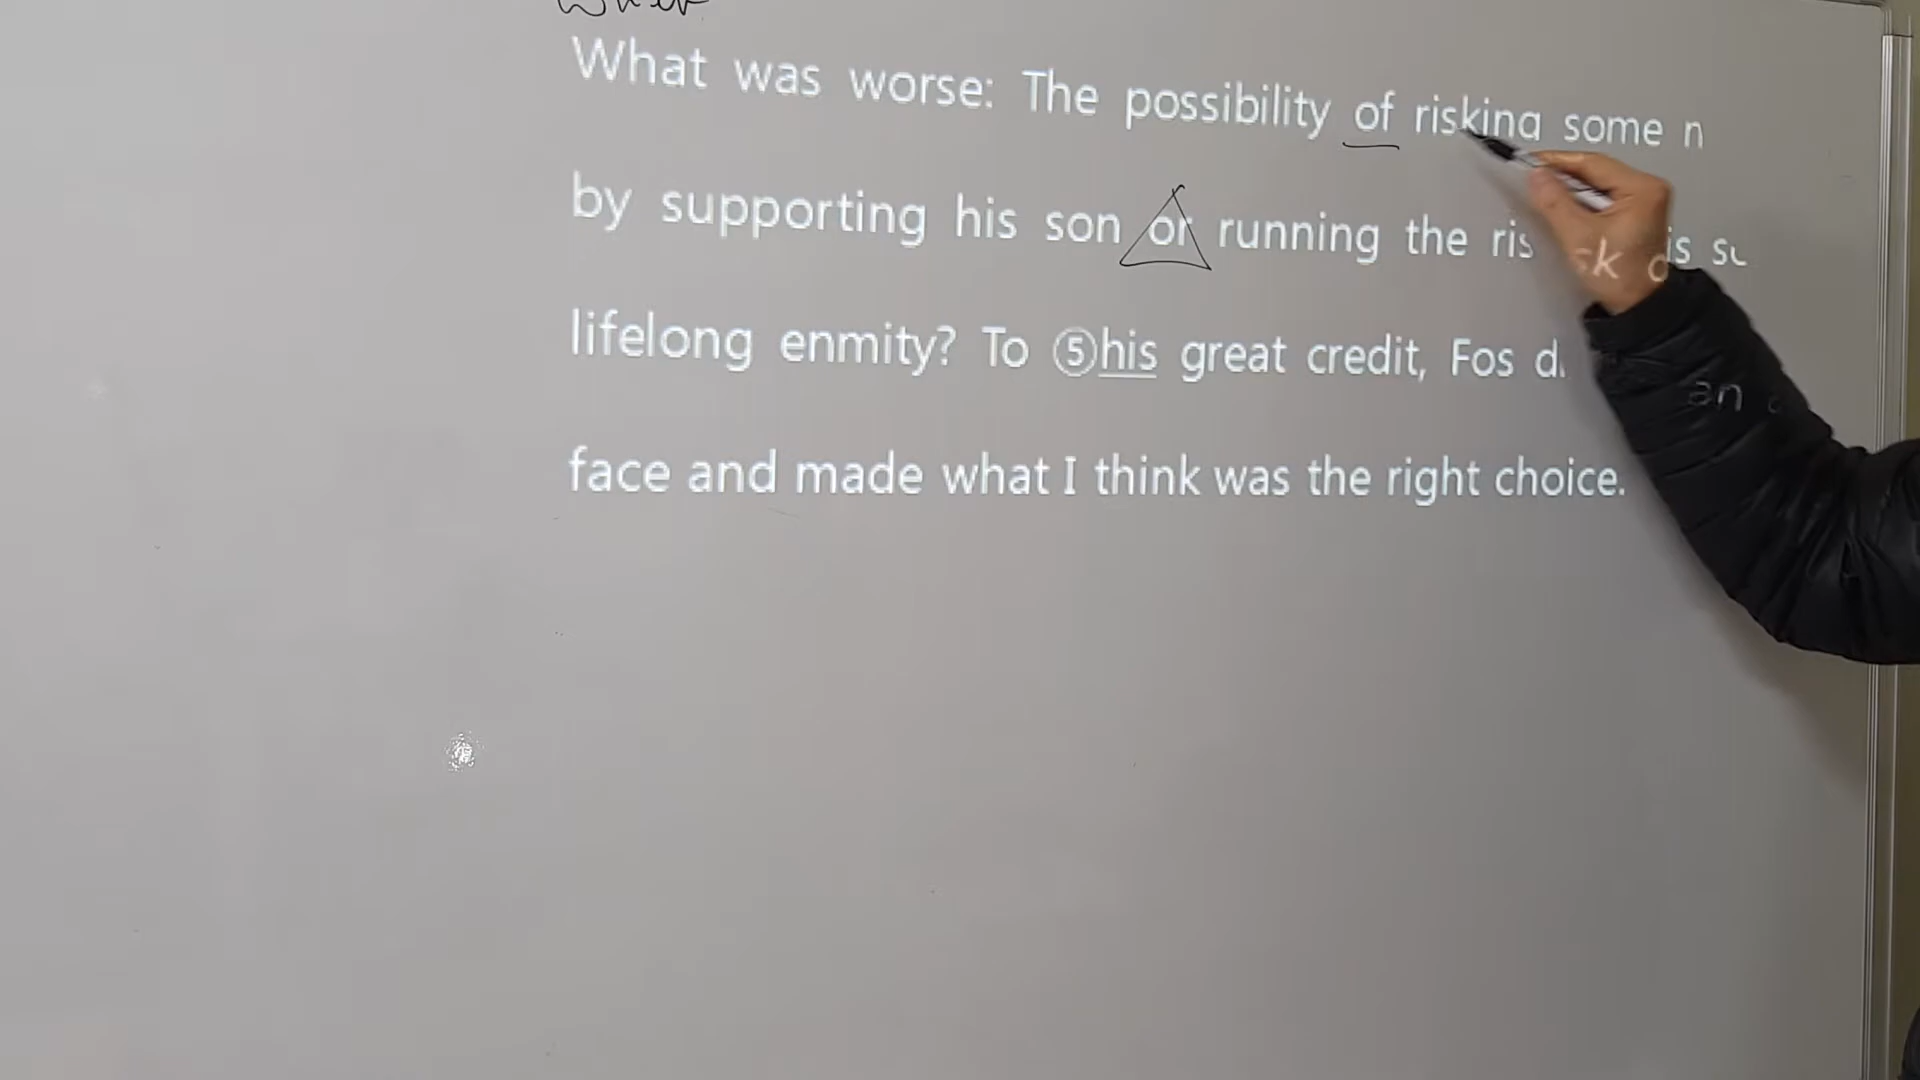 What was worse: The possibility of risking some
by supporting his son or running the
lifelong enmity? To ⑤his great credit, Fos
face and made what I think was the right choice.